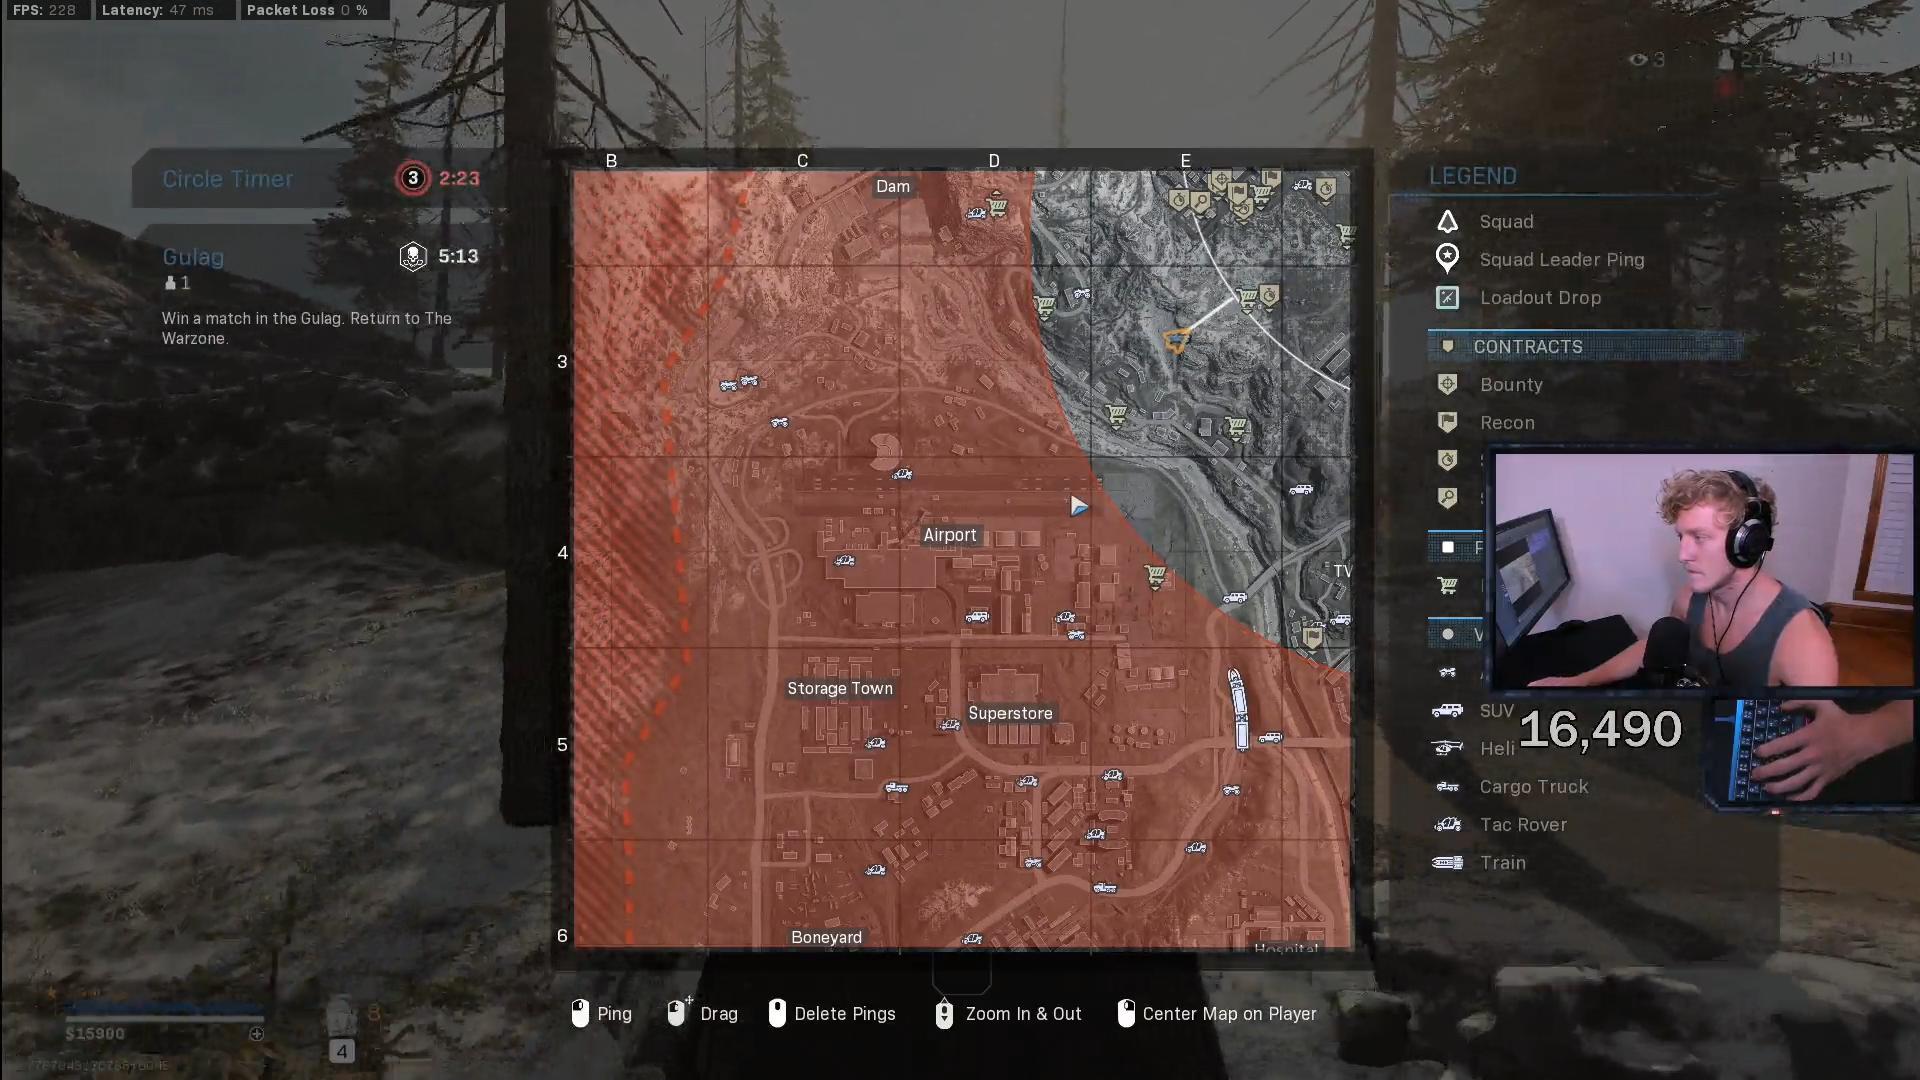 FPS: 228 Latency: 47 ms Packet Loss 0 %
3
Circle Timer 3 2:23
Gulag 5:13
1
Win a match in the Gulag. Return to The
Warzone.
B C D E
3
4
5
6
Dam
Airport
TV
Storage Town
Superstore
Boneyard
Hospital
LEGEND
Squad
Squad Leader Ping
Loadout Drop
CONTRACTS
Bounty
Recon
SUV
Heli
Cargo Truck
Tac Rover
Train
16,490
Ping Drag Delete Pings Zoom In & Out Center Map on Player
$15900
8
4